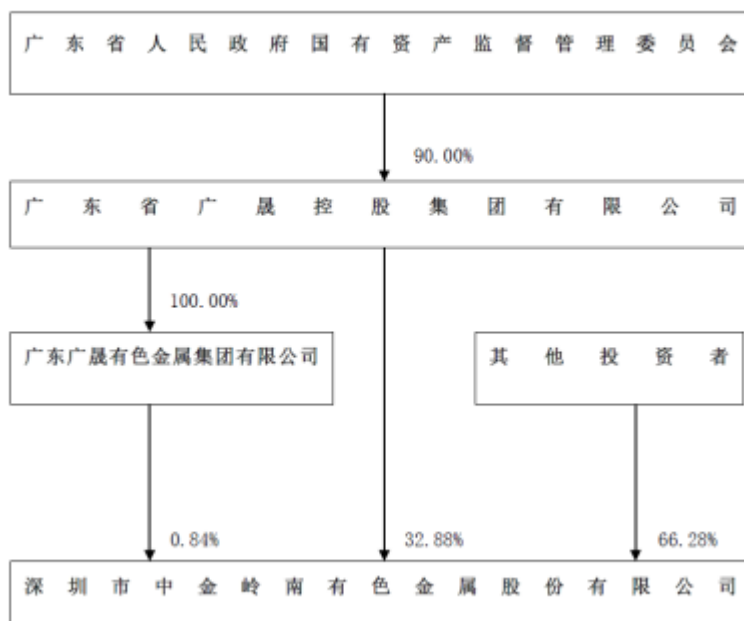 广东省人民政府国有资产监督管理委员会
90.00%
广东省广晟控股集团有限公司
100.00%
广东广晟有色金属集团有限公司
其他投资者
0.84%
32.88%
66.28%
深圳市中金岭南有色金属股份有限公司